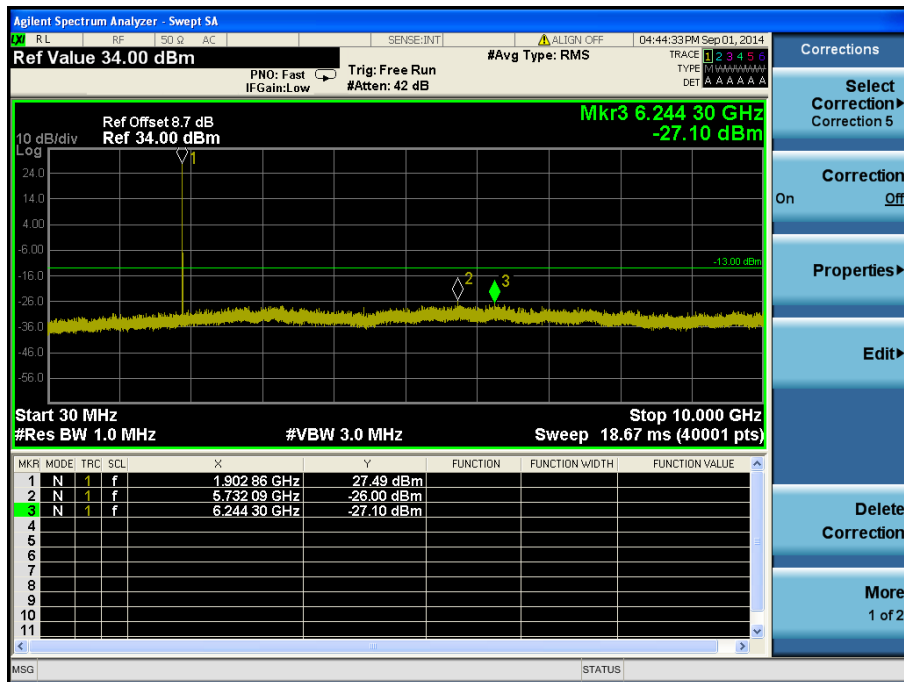 Agilent Spectrum Analyzer - Swept SA
LXI RL RF 50 Ω AC SENSE:INT ALIGN OFF 04:44:33 PM Sep 01, 2014
Ref Value 34.00 dBm
PNO: Fast
IFGain:Low
Trig: Free Run
#Atten: 42 dB
#Avg Type: RMS
TRACE 1 2 3 4 5 6
TYPE M WWWWW
DET A A A A A A
Mkr3 6.244 30 GHz
-27.10 dBm
Ref Offset 8.7 dB
10 dB/div Ref 34.00 dBm
Log
1
24.0
14.0
4.00
-6.00
-13.00 dBm
-16.0
2
3
-26.0
-36.0
-46.0
-56.0
Start 30 MHz Stop 10.000 GHz
#Res BW 1.0 MHz #VBW 3.0 MHz Sweep 18.67 ms (40001 pts)
MKR MODE TRC SCL X Y FUNCTION FUNCTION WIDTH FUNCTION VALUE
1 N 1 f 1.902 86 GHz 27.49 dBm
2 N 1 f 5.732 09 GHz -26.00 dBm
3 N 1 f 6.244 30 GHz -27.10 dBm
4
5
6
7
8
9
10
11
MSG STATUS
Corrections
Select
Correction
Correction 5
Correction
On Off
Properties
Edit
Delete
Correction
More
1 of 2